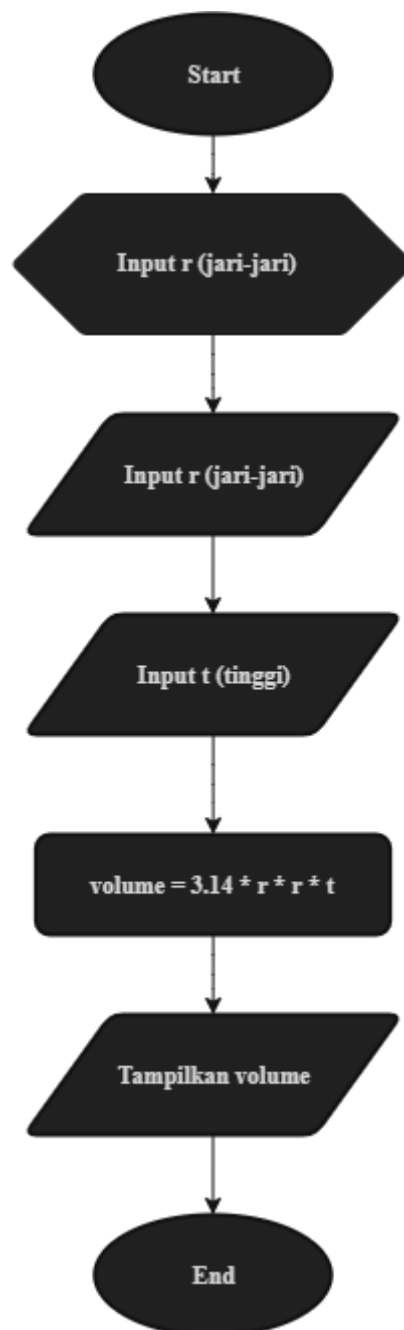 Start
Input r (jari-jari)
Input r (jari-jari)
Input t (tinggi)
volume = 3.14 * r * r * t
Tampilkan volume
End